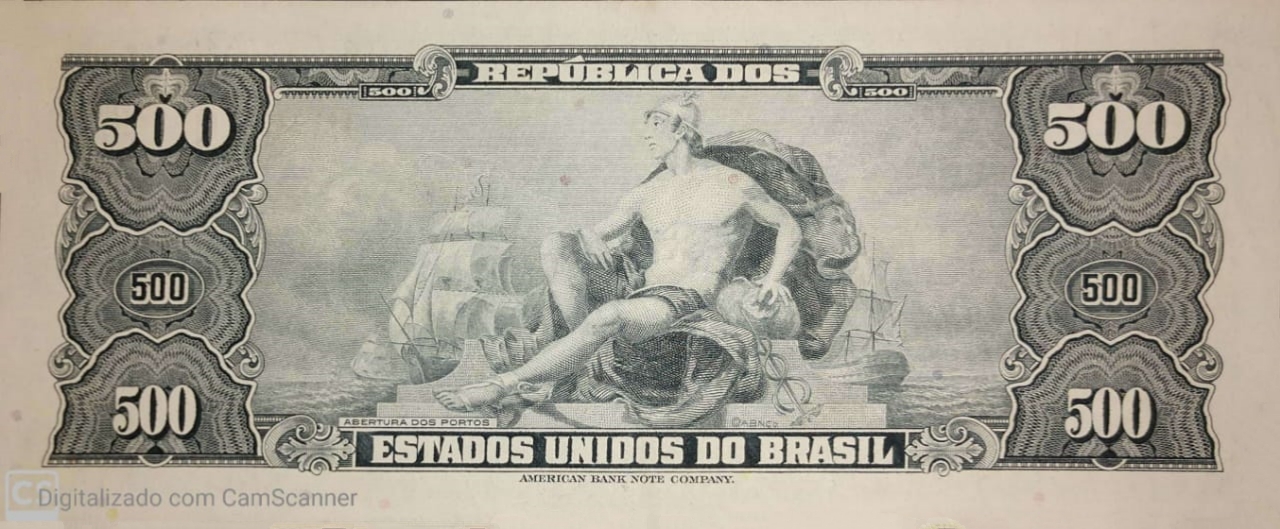 REPÚBLICA DOS
500 500
500 500
500 500
500 500
ABERTURA DOS PORTOS ©ABNCo.
ESTADOS UNIDOS DO BRASIL
AMERICAN BANK NOTE COMPANY.
CS Digitalizado com CamScanner